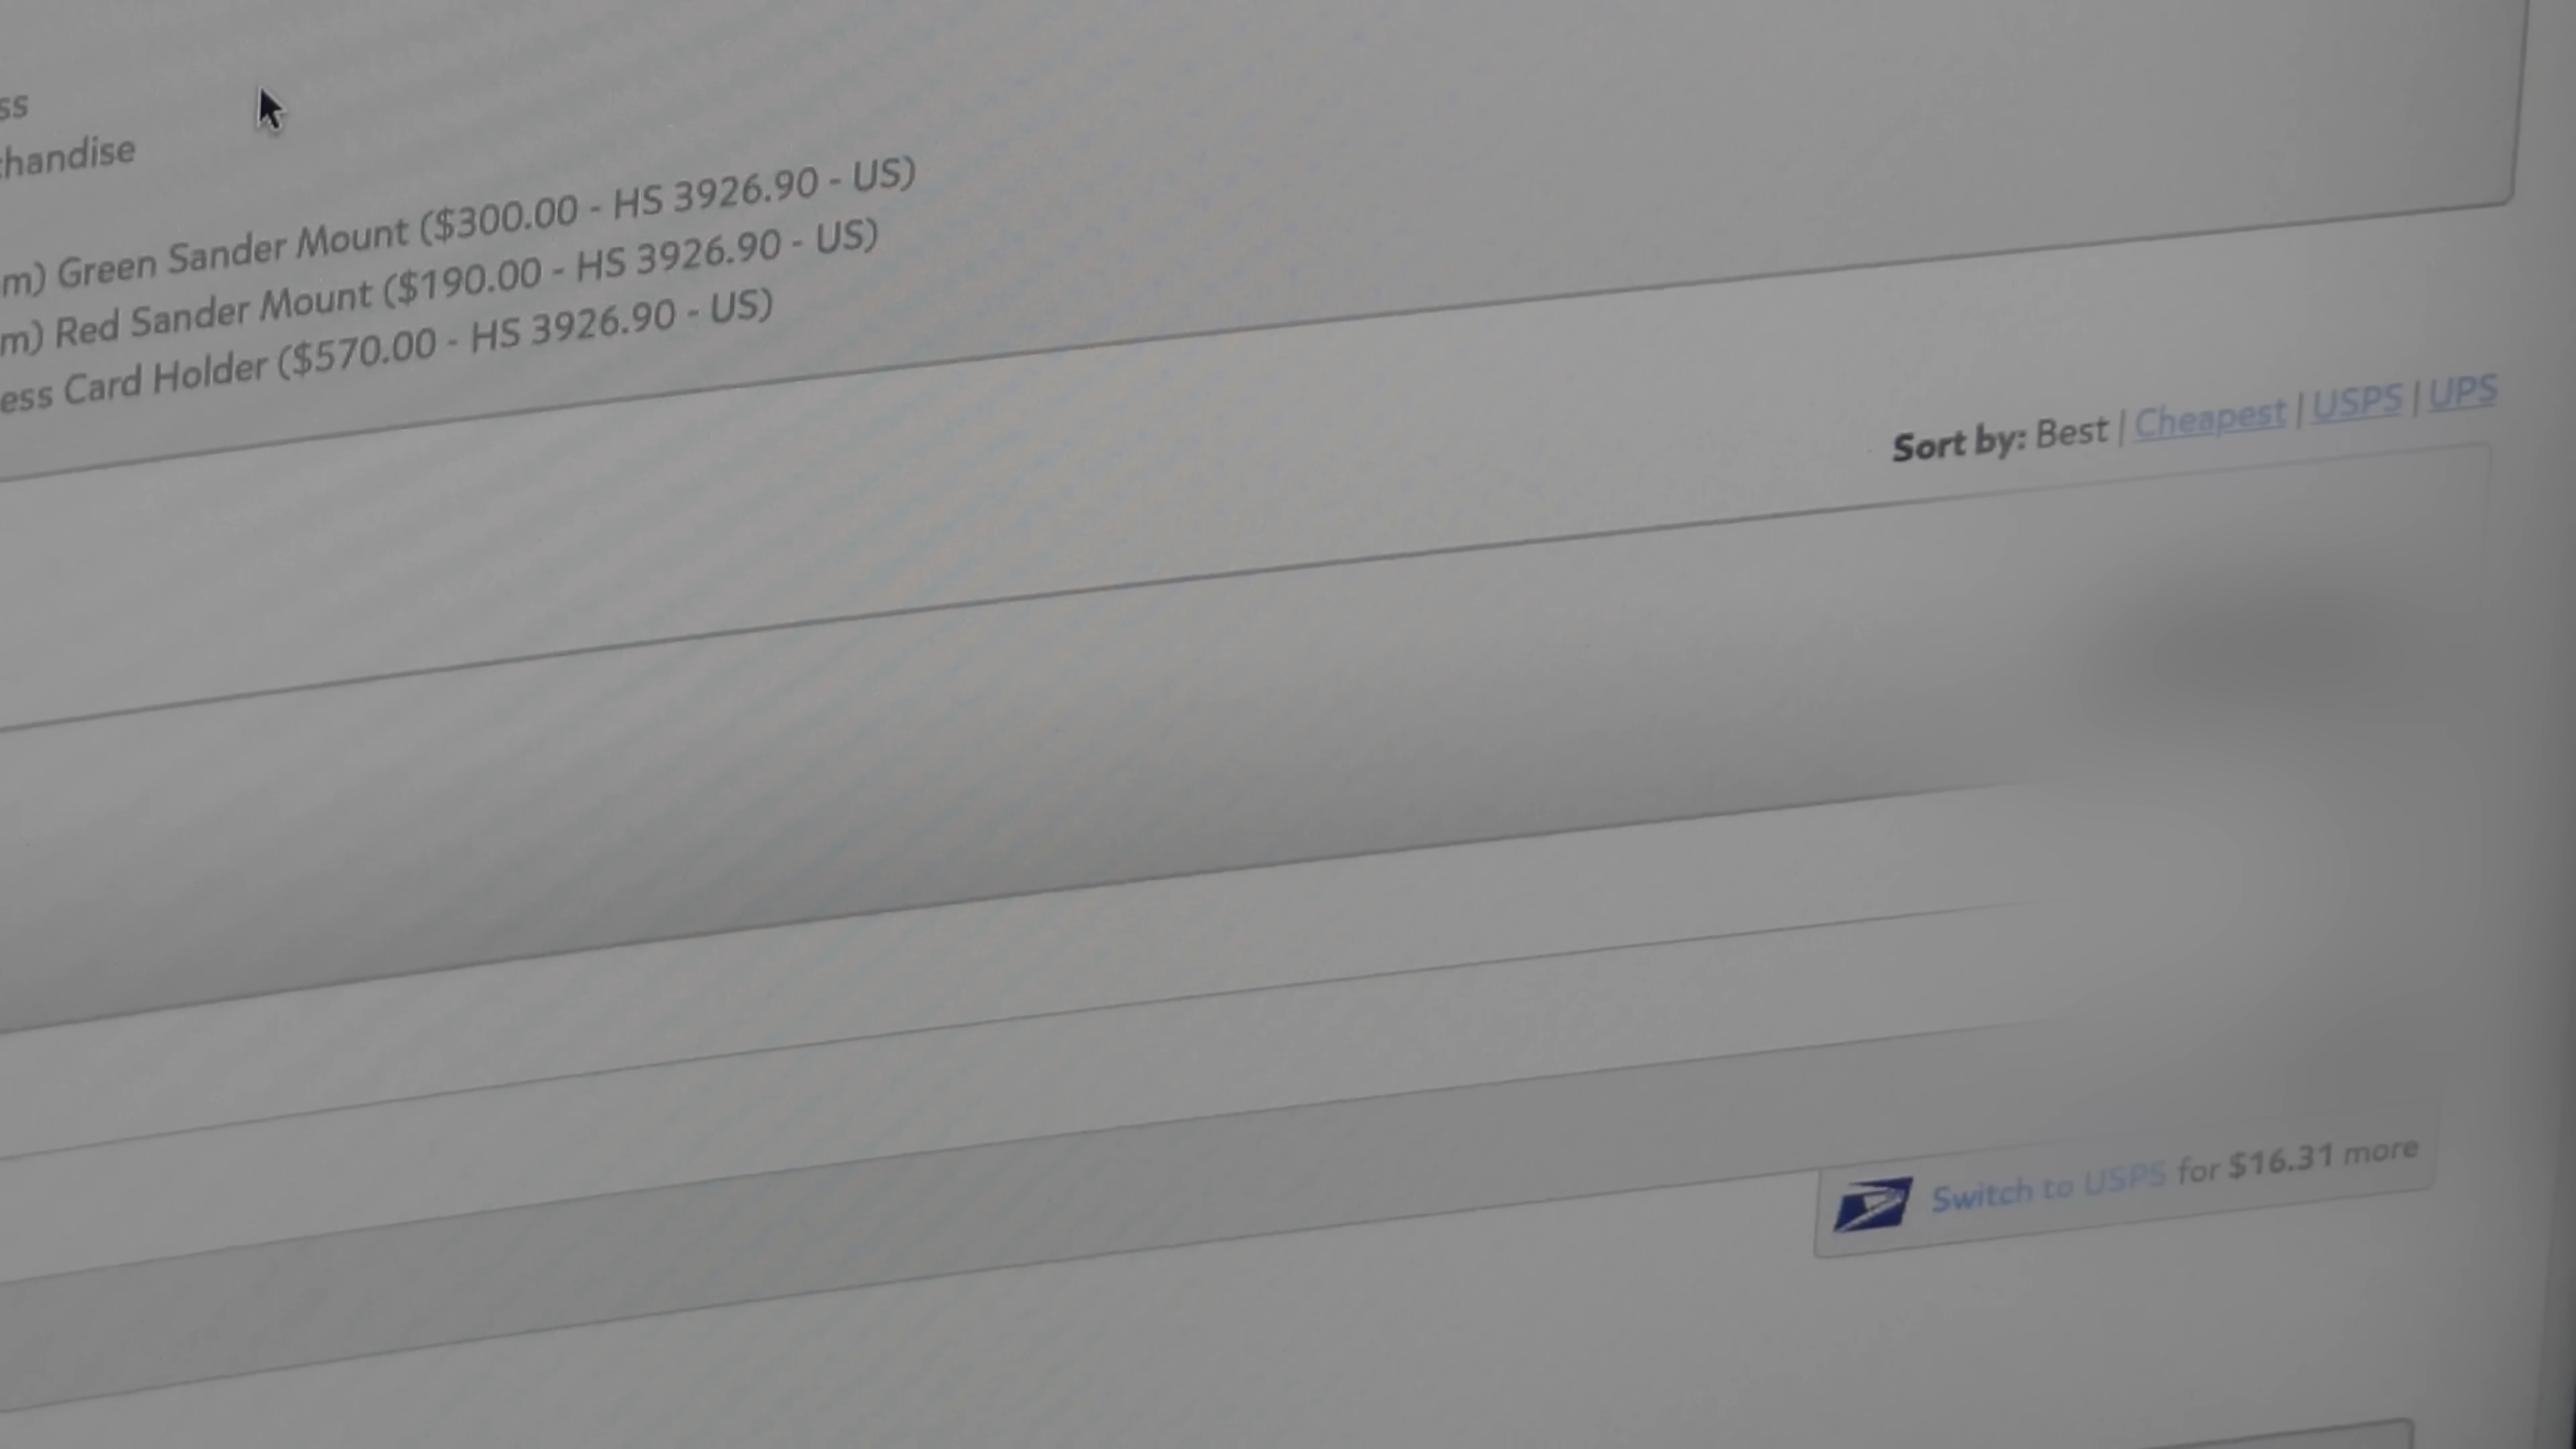 ss
handise
m) Green Sander Mount ($300.00 - HS 3926.90 - US)
m) Red Sander Mount ($190.00 - HS 3926.90 - US)
ess Card Holder ($570.00 - HS 3926.90 - US)
Sort by: Best | Cheapest | USPS | UPS
Switch to USPS for $16.31 more